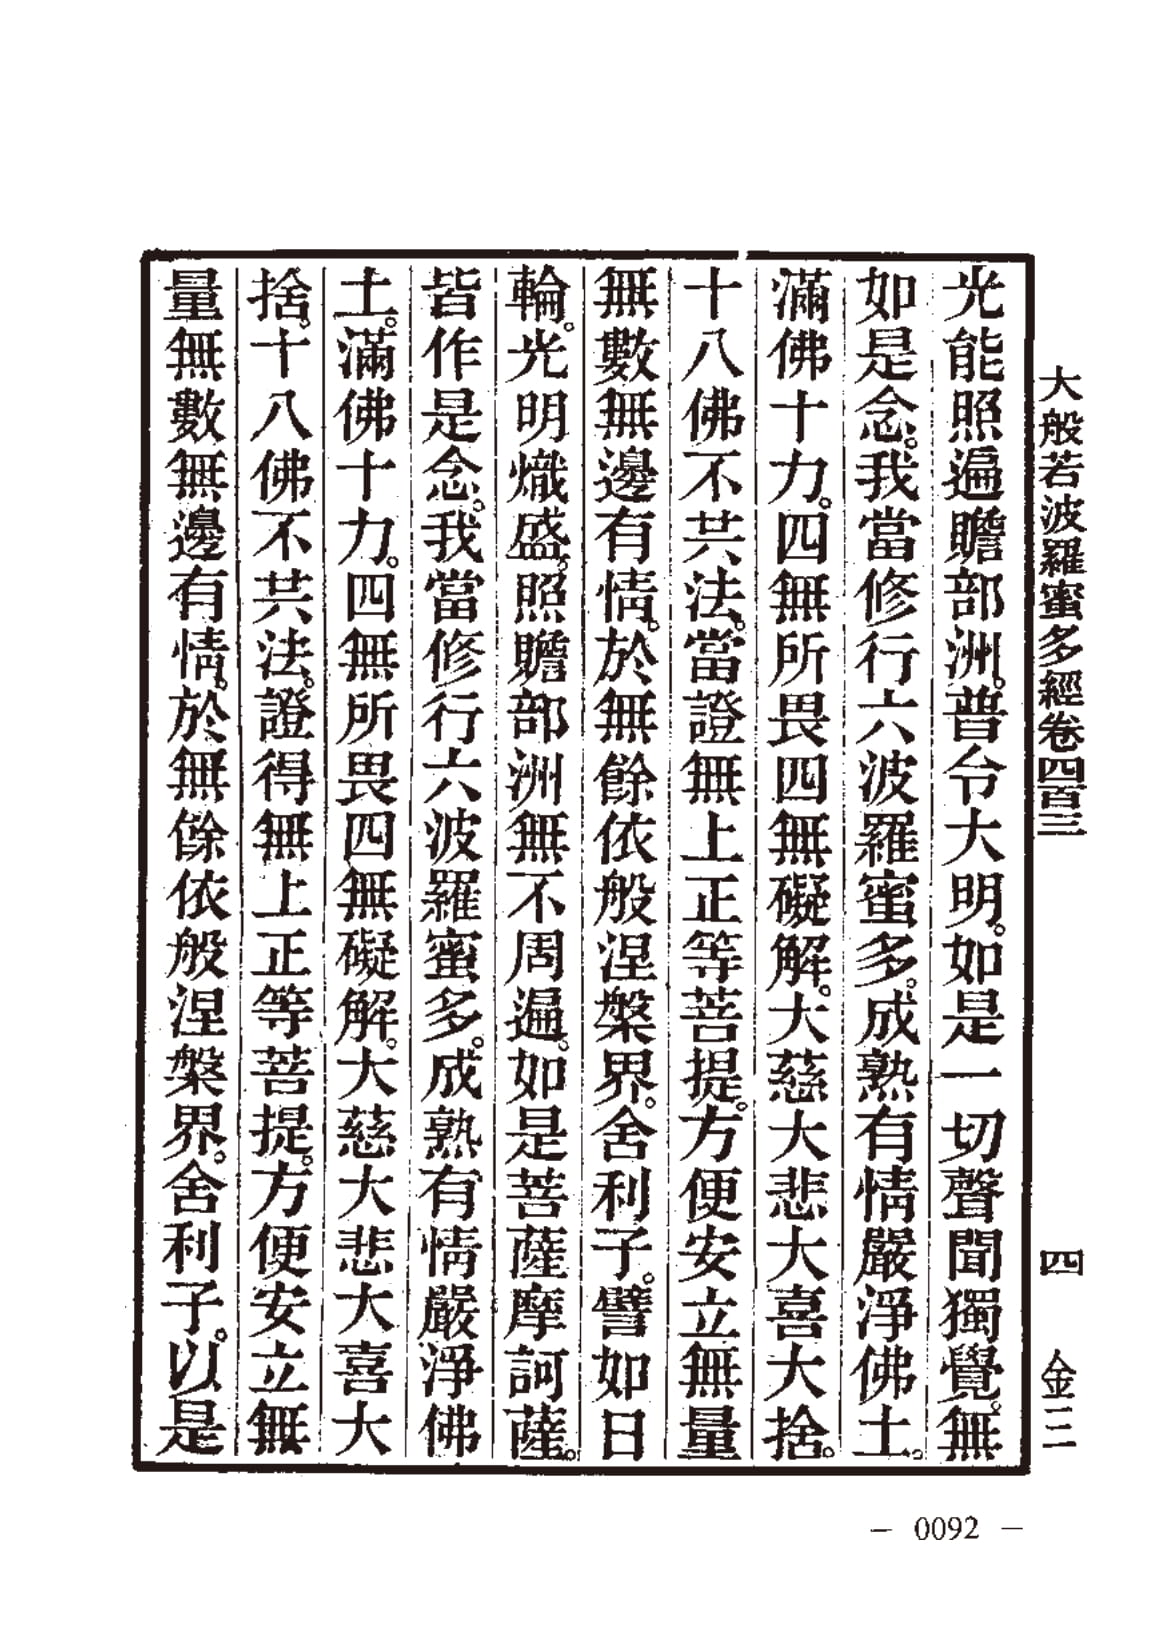 大般若波羅蜜多經卷四百三　四　金三
光能照遍贍部洲。普令大明。如是一切聲聞獨覺。無
如是念。我當修行六波羅蜜多。成熟有情嚴淨佛土。
滿佛十力。四無所畏四無礙解。大慈大悲大喜大捨。
十八佛不共法。當證無上正等菩提。方便安立無量
無數無邊有情。於無餘依般涅槃界。舍利子。譬如日
輪。光明熾盛。照贍部洲無不周遍。如是菩薩摩訶薩。
皆作是念。我當修行六波羅蜜多。成熟有情嚴淨佛
土。滿佛十力。四無所畏四無礙解。大慈大悲大喜大
捨。十八佛不共法。證得無上正等菩提。方便安立無
量無數無邊有情。於無餘依般涅槃界。舍利子。以是
— 0092 —